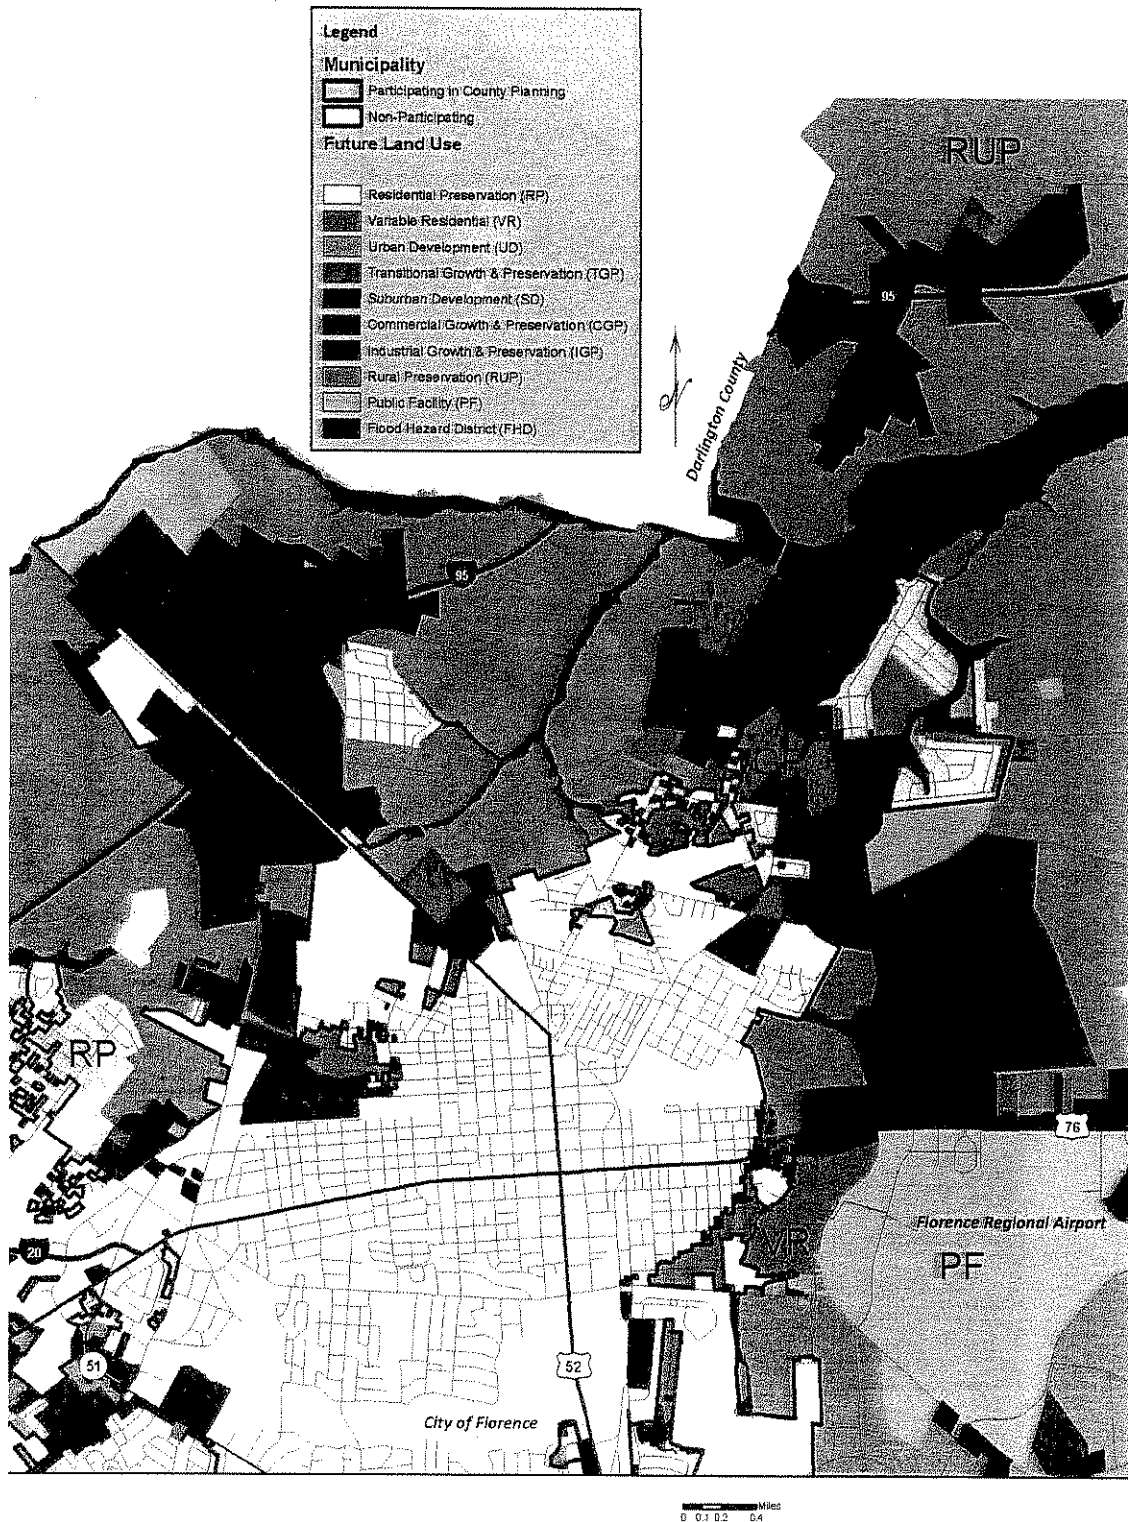 Legend
Municipality
Participating in County Planning
Non-Participating
Future Land Use
Residential Preservation (RP)
Variable Residential (VR)
Urban Development (UD)
Transitional Growth & Preservation (TGP)
Suburban Development (SD)
Commercial Growth & Preservation (CGP)
Industrial Growth & Preservation (IGP)
Rural Preservation (RUP)
Public Facility (PF)
Flood Hazard District (FHD)
RUP
95
Darlington County
95
RP
76
Florence Regional Airport
VR
PF
20
51
52
City of Florence
Miles
0 0.1 0.2 0.4